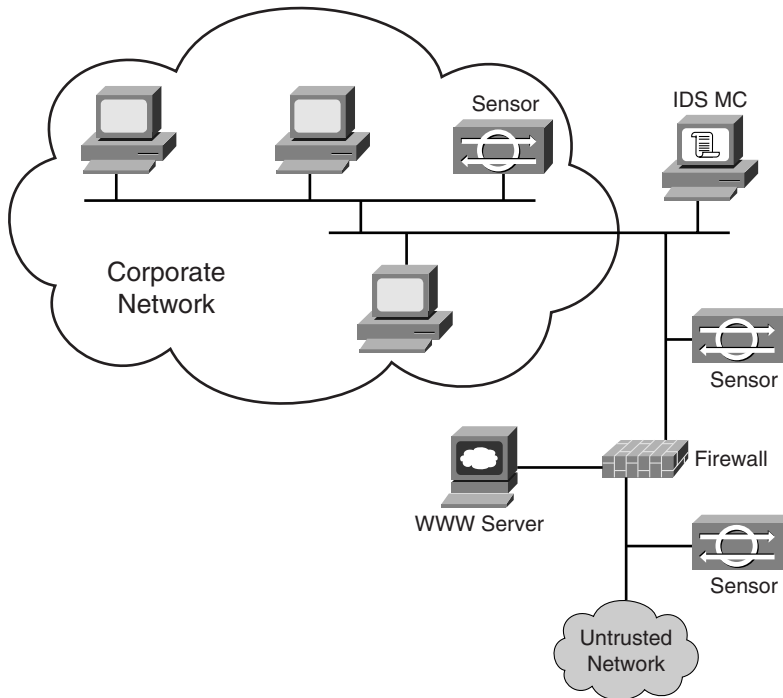 Sensor
IDS MC
Corporate
Network
Sensor
Firewall
WWW Server
Sensor
Untrusted
Network